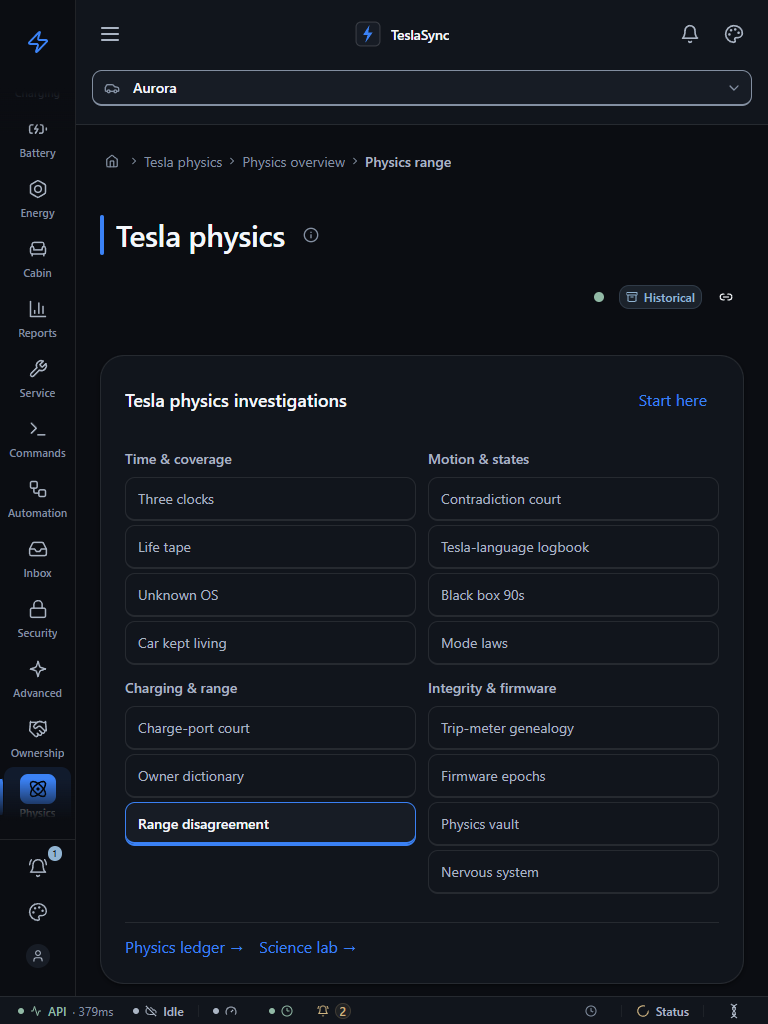 TeslaSync
Aurora
Charging
Battery
Energy
Cabin
Reports
Service
Commands
Automation
Inbox
Security
Advanced
Ownership
Physics
1
Tesla physics
Physics overview
Physics range
Tesla physics
Historical
Tesla physics investigations
Start here
Time & coverage
Three clocks
Life tape
Unknown OS
Car kept living
Motion & states
Contradiction court
Tesla-language logbook
Black box 90s
Mode laws
Charging & range
Charge-port court
Owner dictionary
Range disagreement
Integrity & firmware
Trip-meter genealogy
Firmware epochs
Physics vault
Nervous system
Physics ledger →
Science lab →
API · 379ms
Idle
2
Status